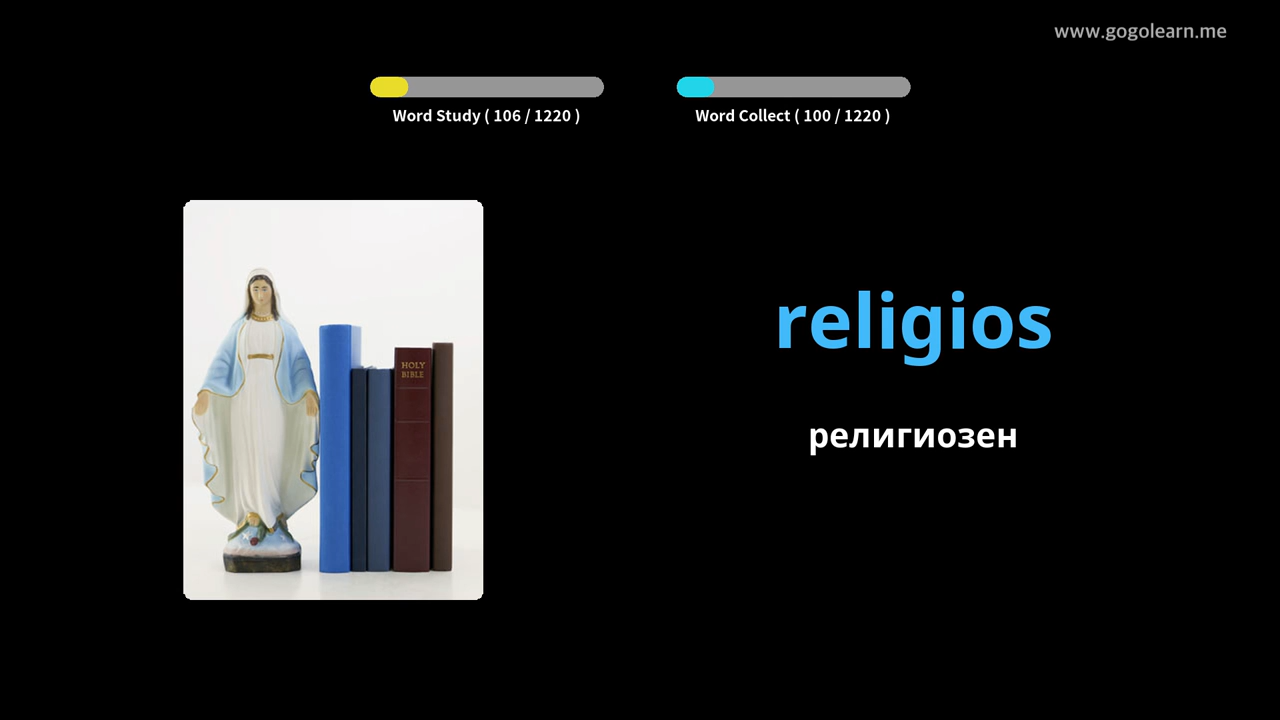 www.gogolearn.me
Word Study ( 106 / 1220 )
Word Collect ( 100 / 1220 )
HOLY
BIBLE
religios
религиозен